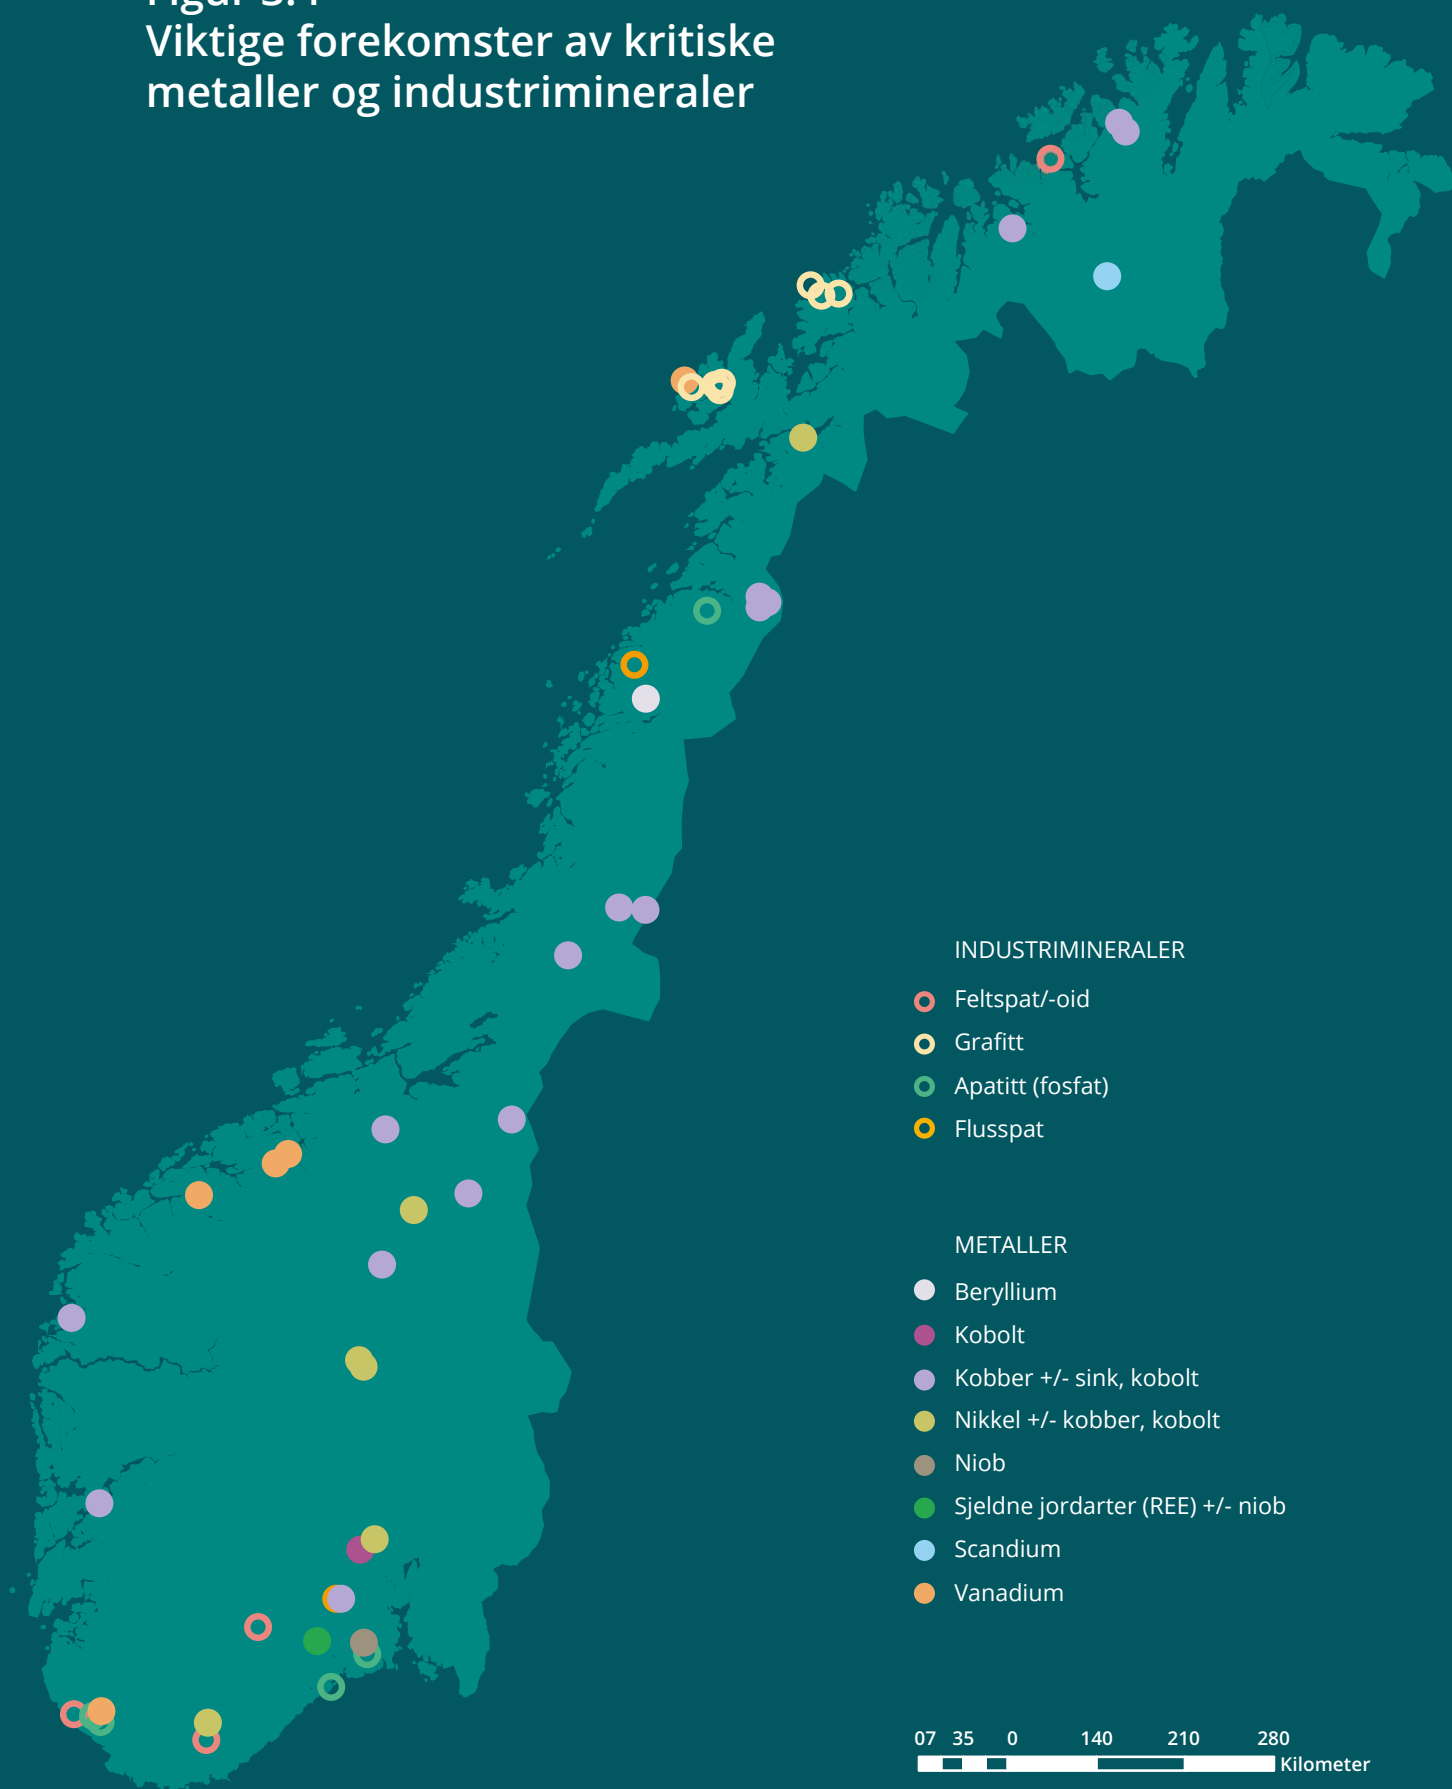 Viktige forekomster av kritiske
metaller og industrimineraler
INDUSTRIMINERALER
Feltspat/-oid
Grafitt
Apatitt (fosfat)
Flusspat
METALLER
Beryllium
Kobolt
Kobber +/- sink, kobolt
Nikkel +/- kobber, kobolt
Niob
Sjeldne jordarter (REE) +/- niob
Scandium
Vanadium
07 35 0 140 210 280
Kilometer